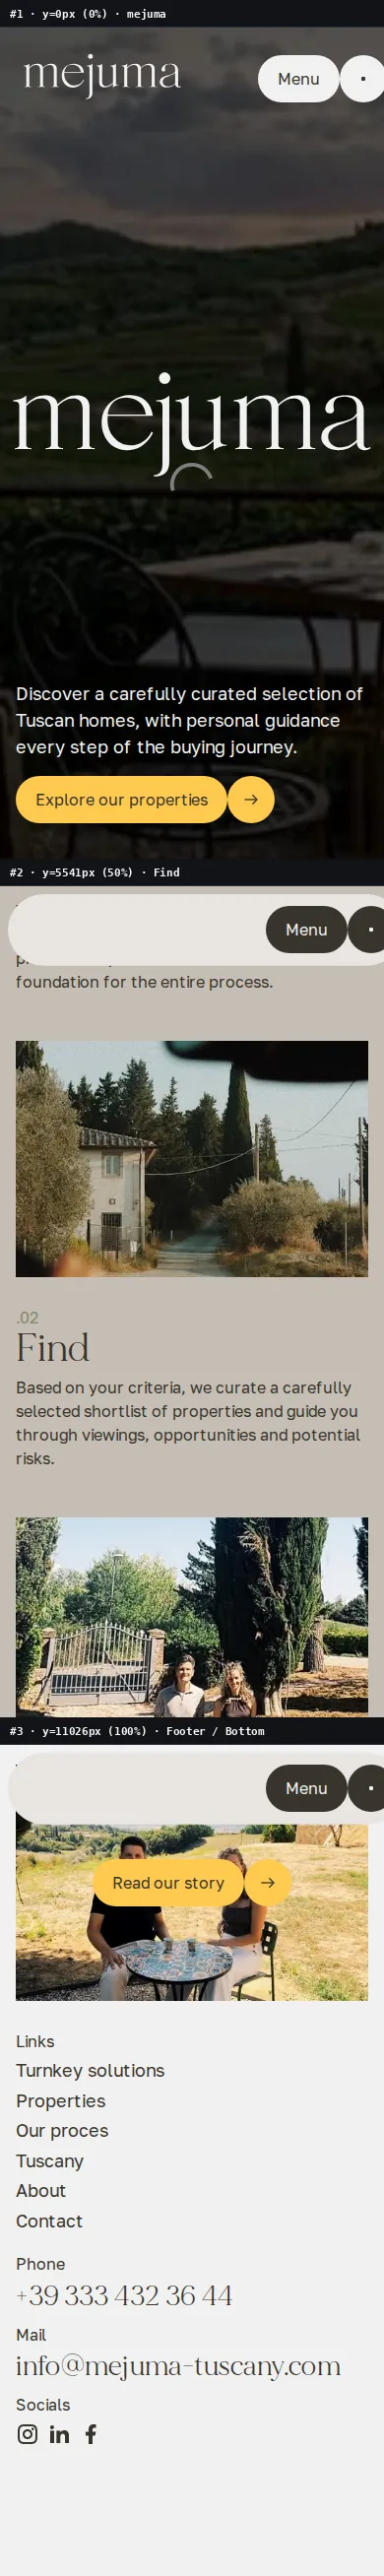 #1 · y=0px (0%) · mejuma
mejuma
Menu
mejuma
Discover a carefully curated selection of
Tuscan homes, with personal guidance
every step of the buying journey.
Explore our properties
#2 · y=5541px (50%) · Find
Menu
foundation for the entire process.
.02
Find
Based on your criteria, we curate a carefully
selected shortlist of properties and guide you
through viewings, opportunities and potential
risks.
#3 · y=11026px (100%) · Footer / Bottom
Menu
Read our story
Links
Turnkey solutions
Properties
Our proces
Tuscany
About
Contact
Phone
+39 333 432 36 44
Mail
info@mejuma-tuscany.com
Socials